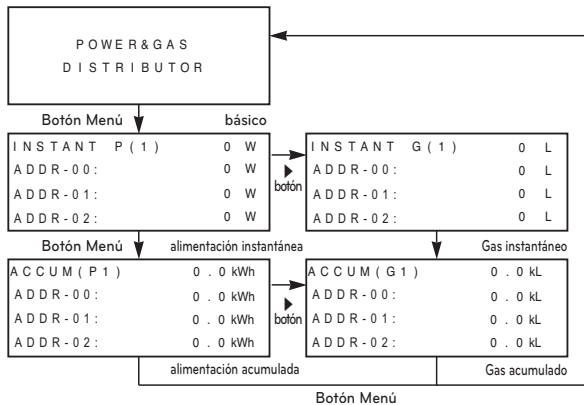 POWER&GAS
DISTRIBUTOR
Botón Menú básico
INSTANT P(1) 0 W
ADDR-00: 0 W
ADDR-01: 0 W
ADDR-02: 0 W
botón
INSTANT G(1) 0 L
ADDR-00: 0 L
ADDR-01: 0 L
ADDR-02: 0 L
Botón Menú alimentación instantánea
Gas instantáneo
ACCUM(P1) 0.0 kWh
ADDR-00: 0.0 kWh
ADDR-01: 0.0 kWh
ADDR-02: 0.0 kWh
botón
ACCUM(G1) 0.0 kL
ADDR-00: 0.0 kL
ADDR-01: 0.0 kL
ADDR-02: 0.0 kL
alimentación acumulada
Gas acumulado
Botón Menú